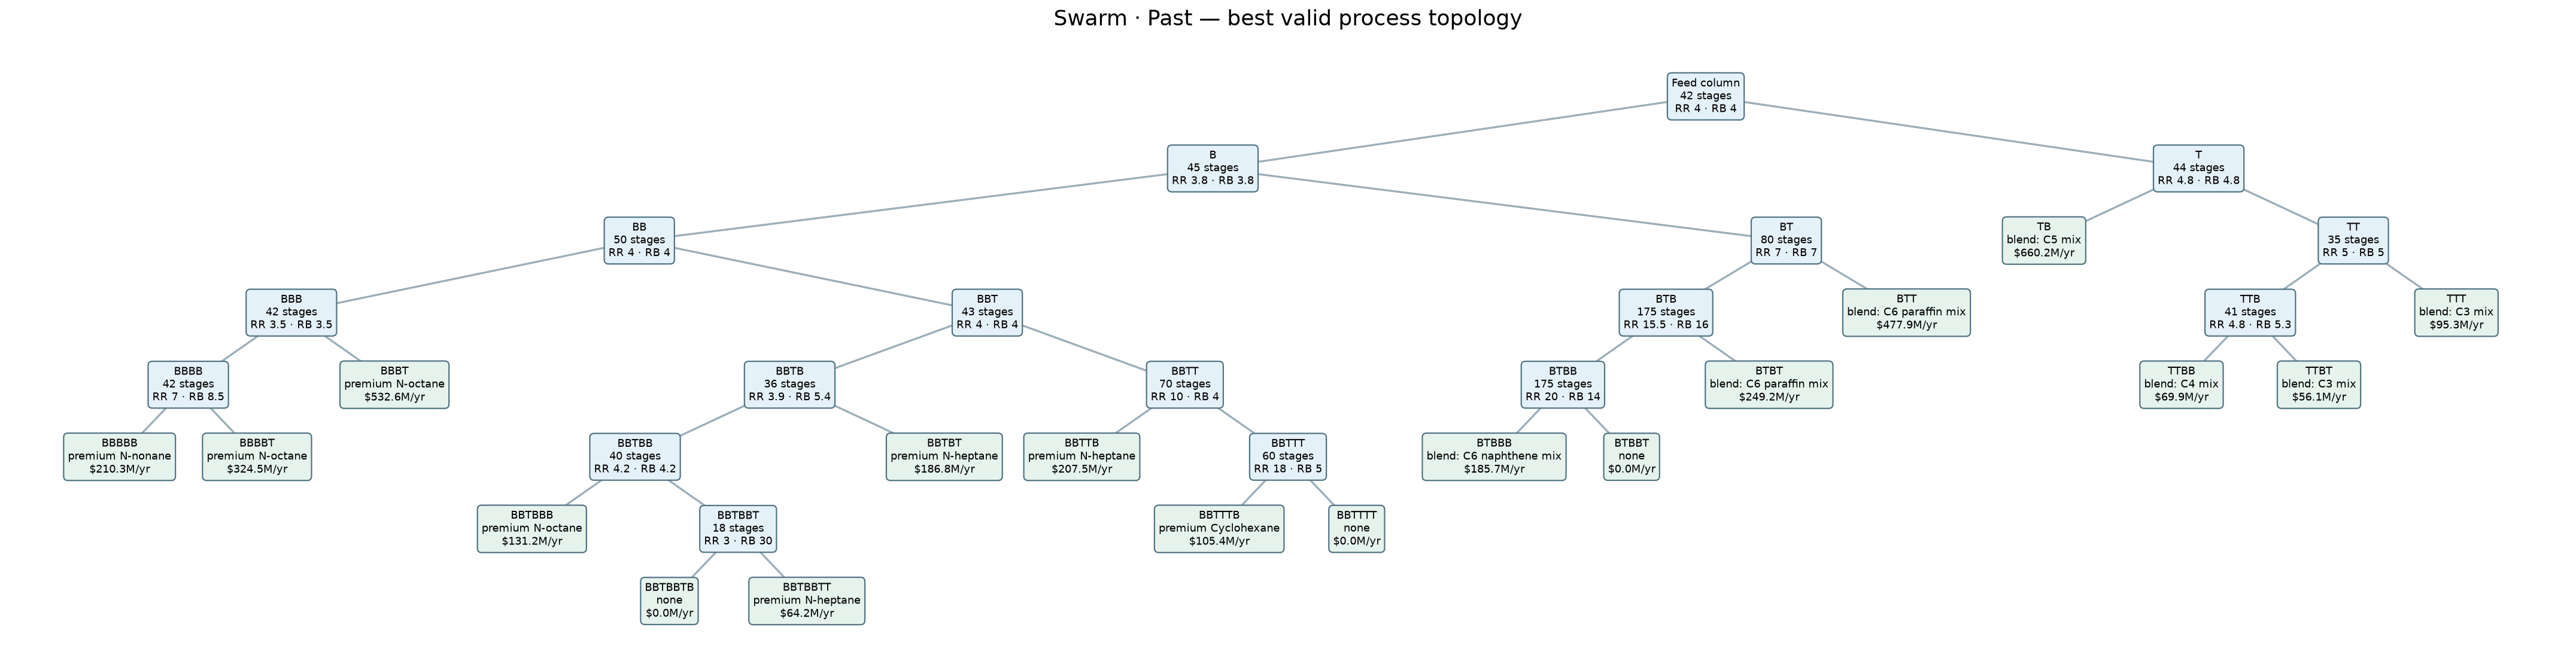 Swarm · Past — best valid process topology
Feed column
42 stages
RR 4 · RB 4
B
45 stages
RR 3.8 · RB 3.8
T
44 stages
RR 4.8 · RB 4.8
BB
50 stages
RR 4 · RB 4
BT
80 stages
RR 7 · RB 7
TB
blend: C5 mix
$660.2M/yr
TT
35 stages
RR 5 · RB 5
BBB
42 stages
RR 3.5 · RB 3.5
BBT
43 stages
RR 4 · RB 4
BTB
175 stages
RR 15.5 · RB 16
BTT
blend: C6 paraffin mix
$477.9M/yr
TTB
41 stages
RR 4.8 · RB 5.3
TTT
blend: C3 mix
$95.3M/yr
BBBB
42 stages
RR 7 · RB 8.5
BBBT
premium N-octane
$532.6M/yr
BBTB
36 stages
RR 3.9 · RB 5.4
BBTT
70 stages
RR 10 · RB 4
BTBB
175 stages
RR 20 · RB 14
BTBT
blend: C6 paraffin mix
$249.2M/yr
TTBB
blend: C4 mix
$69.9M/yr
TTBT
blend: C3 mix
$56.1M/yr
BBBBB
premium N-nonane
$210.3M/yr
BBBBT
premium N-octane
$324.5M/yr
BBTBB
40 stages
RR 4.2 · RB 4.2
BBTBT
premium N-heptane
$186.8M/yr
BBTTB
premium N-heptane
$207.5M/yr
BBTTT
60 stages
RR 18 · RB 5
BTBBB
blend: C6 naphthene mix
$185.7M/yr
BTBBT
none
$0.0M/yr
BBTBBB
premium N-octane
$131.2M/yr
BBTBBT
18 stages
RR 3 · RB 30
BBTTTB
premium Cyclohexane
$105.4M/yr
BBTTTT
none
$0.0M/yr
BBTBBTB
none
$0.0M/yr
BBTBBTT
premium N-heptane
$64.2M/yr